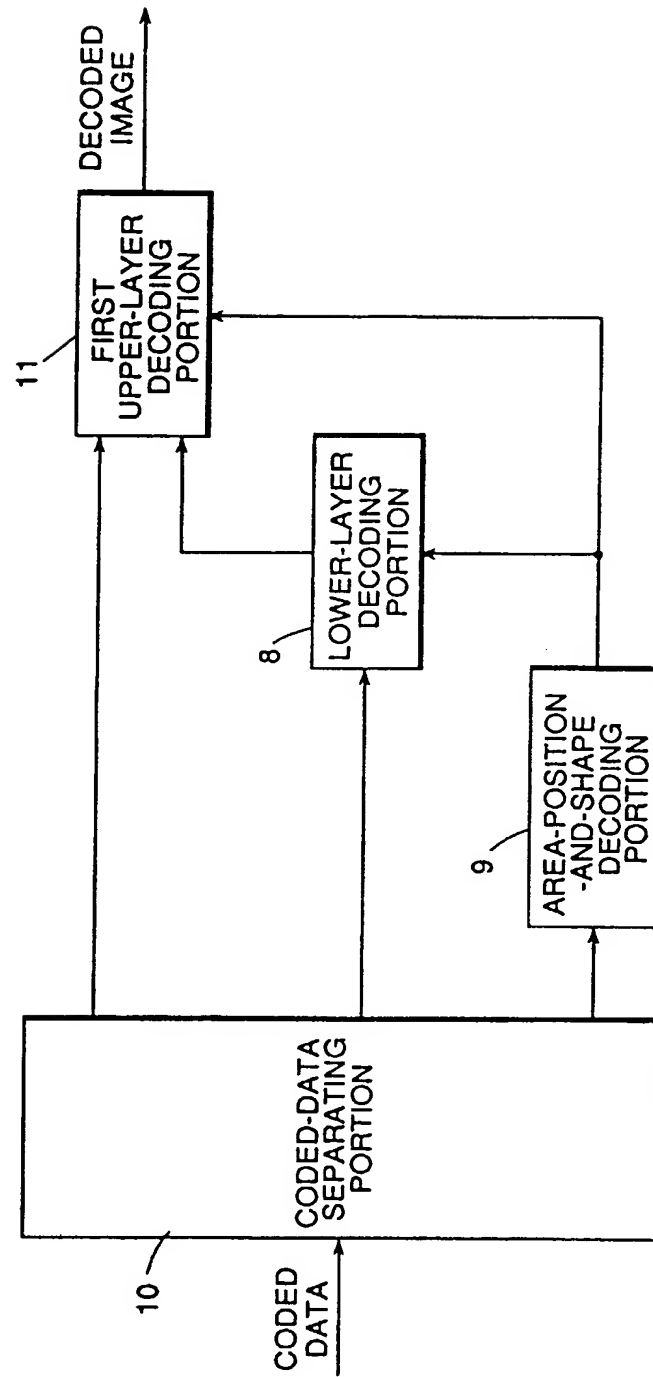 CODED
DATA
10
CODED-DATA
SEPARATING
PORTION
9
AREA-POSITION
-AND-SHAPE
DECODING
PORTION
8
LOWER-LAYER
DECODING
PORTION
11
FIRST
UPPER-LAYER
DECODING
PORTION
DECODED
IMAGE